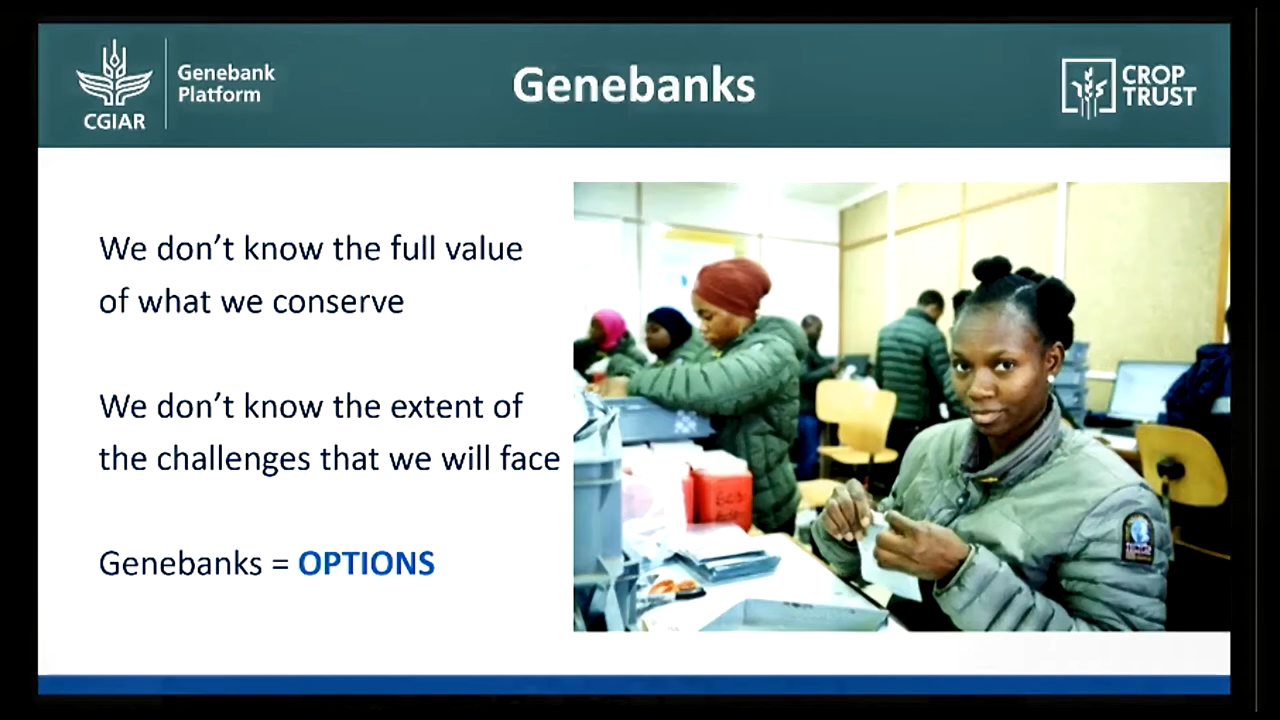 Genebank
Platform
CGIAR
Genebanks
CROP
TRUST
We don't know the full value
of what we conserve
We don't know the extent of
the challenges that we will face
Genebanks = OPTIONS